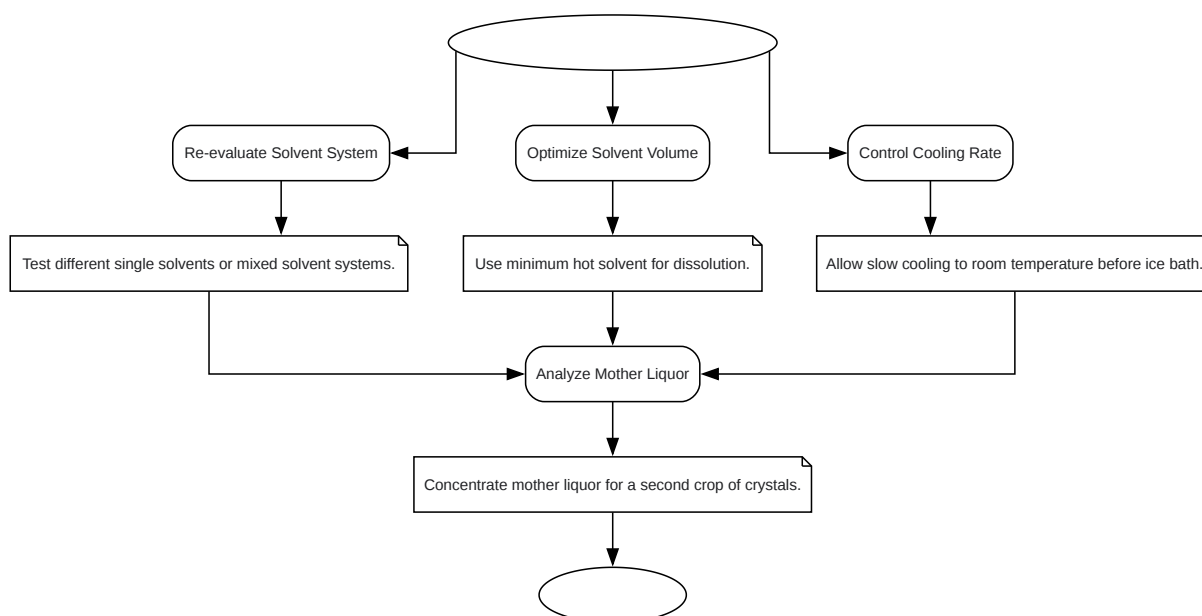 Re-evaluate Solvent System
Optimize Solvent Volume
Control Cooling Rate
Test different single solvents or mixed solvent systems.
Use minimum hot solvent for dissolution.
Allow slow cooling to room temperature before ice bath.
Analyze Mother Liquor
Concentrate mother liquor for a second crop of crystals.